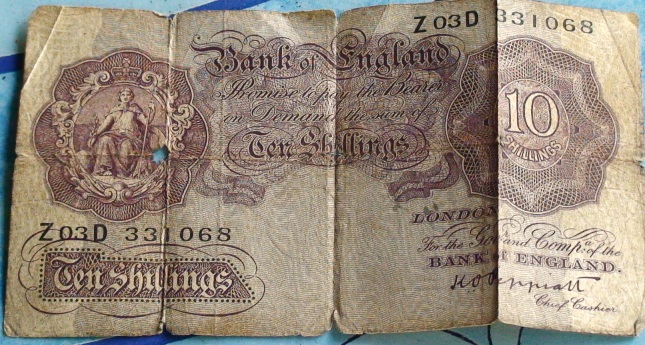 Z03D 331068
Bank of England
Promise to pay the Bearer
on Demand the sum of
Ten Shillings
10
SHILLINGS
Z03D 331068
Ten Shillings
LONDON
For the Govr. and Compa. of the
BANK OF ENGLAND.
K O Peppiatt
Chief Cashier